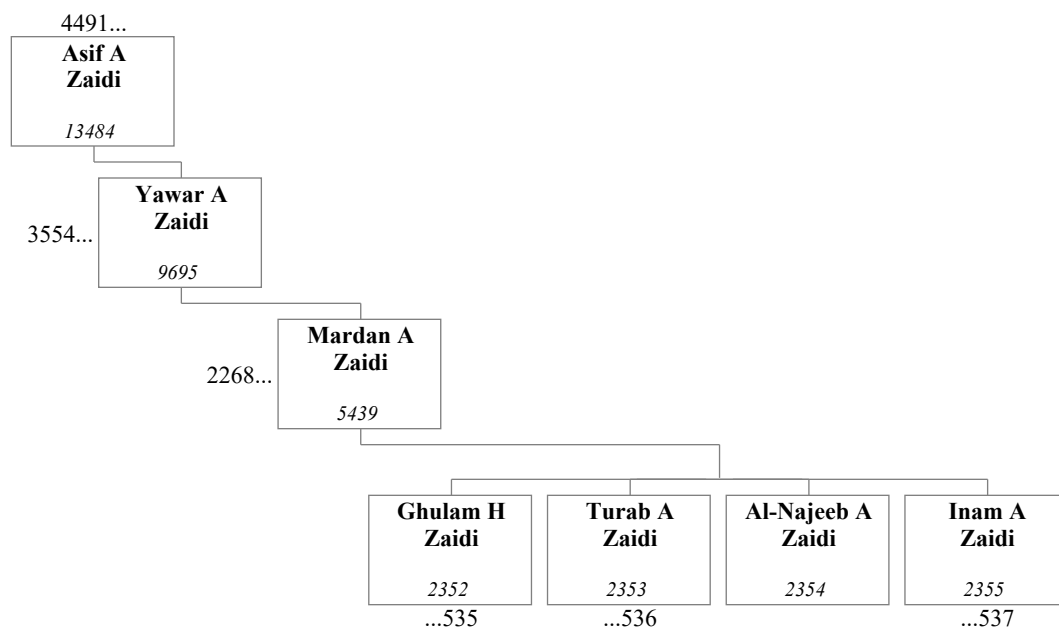 4491...
Asif A
Zaidi
13484
Yawar A
Zaidi
3554...
9695
Mardan A
Zaidi
2268...
5439
Ghulam H
Zaidi
2352
...535
Turab A
Zaidi
2353
...536
Al-Najeeb A
Zaidi
2354
Inam A
Zaidi
2355
...537